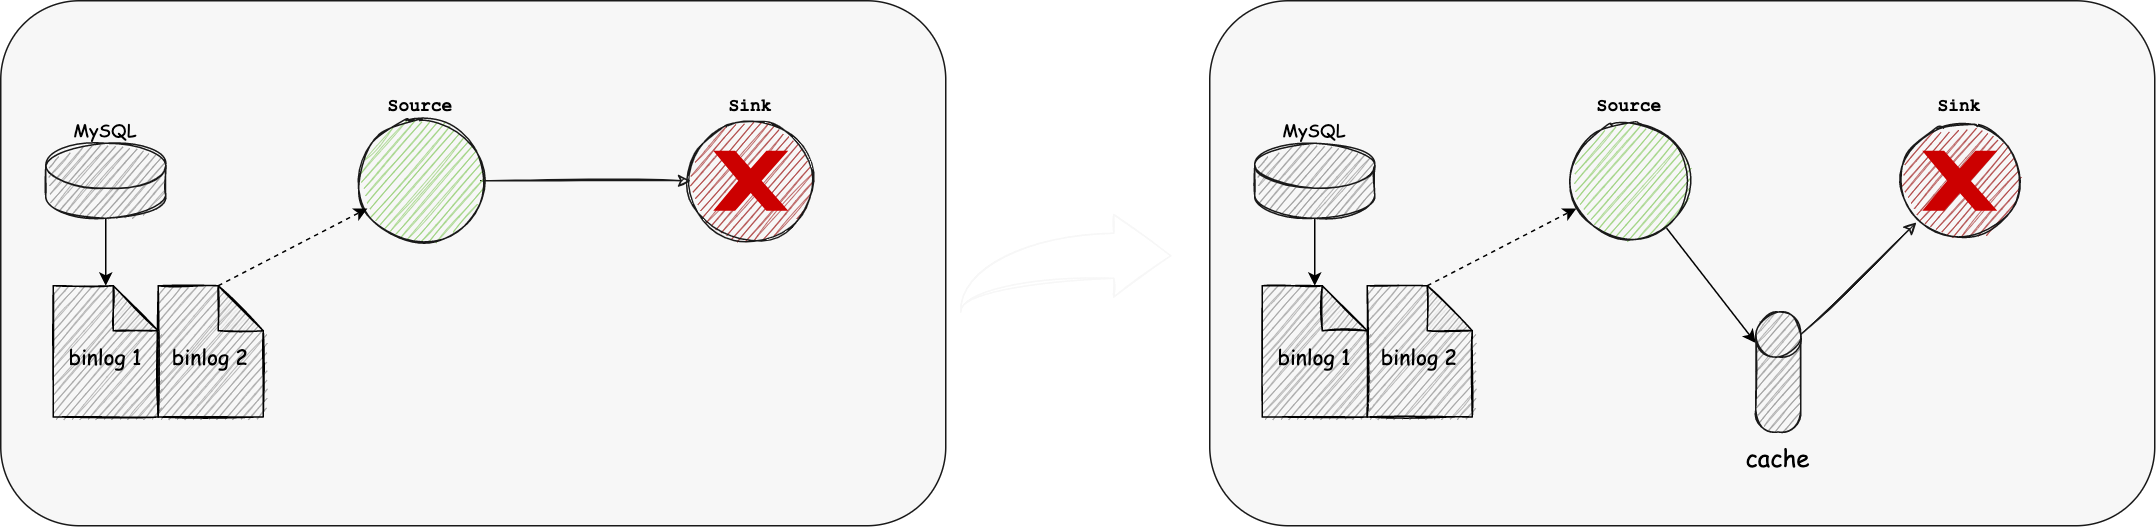 Source
Sink
MySQL
binlog 1
binlog 2
Source
Sink
MySQL
binlog 1
binlog 2
cache